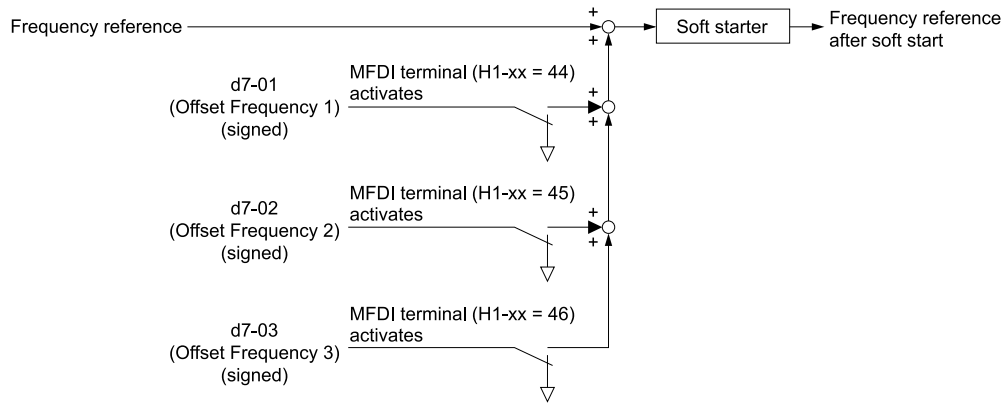 Frequency reference
+
+
Soft starter
Frequency reference
after soft start
d7-01
(Offset Frequency 1)
(signed)
MFDI terminal (H1-xx = 44)
activates
+
+
d7-02
(Offset Frequency 2)
(signed)
MFDI terminal (H1-xx = 45)
activates
+
+
d7-03
(Offset Frequency 3)
(signed)
MFDI terminal (H1-xx = 46)
activates